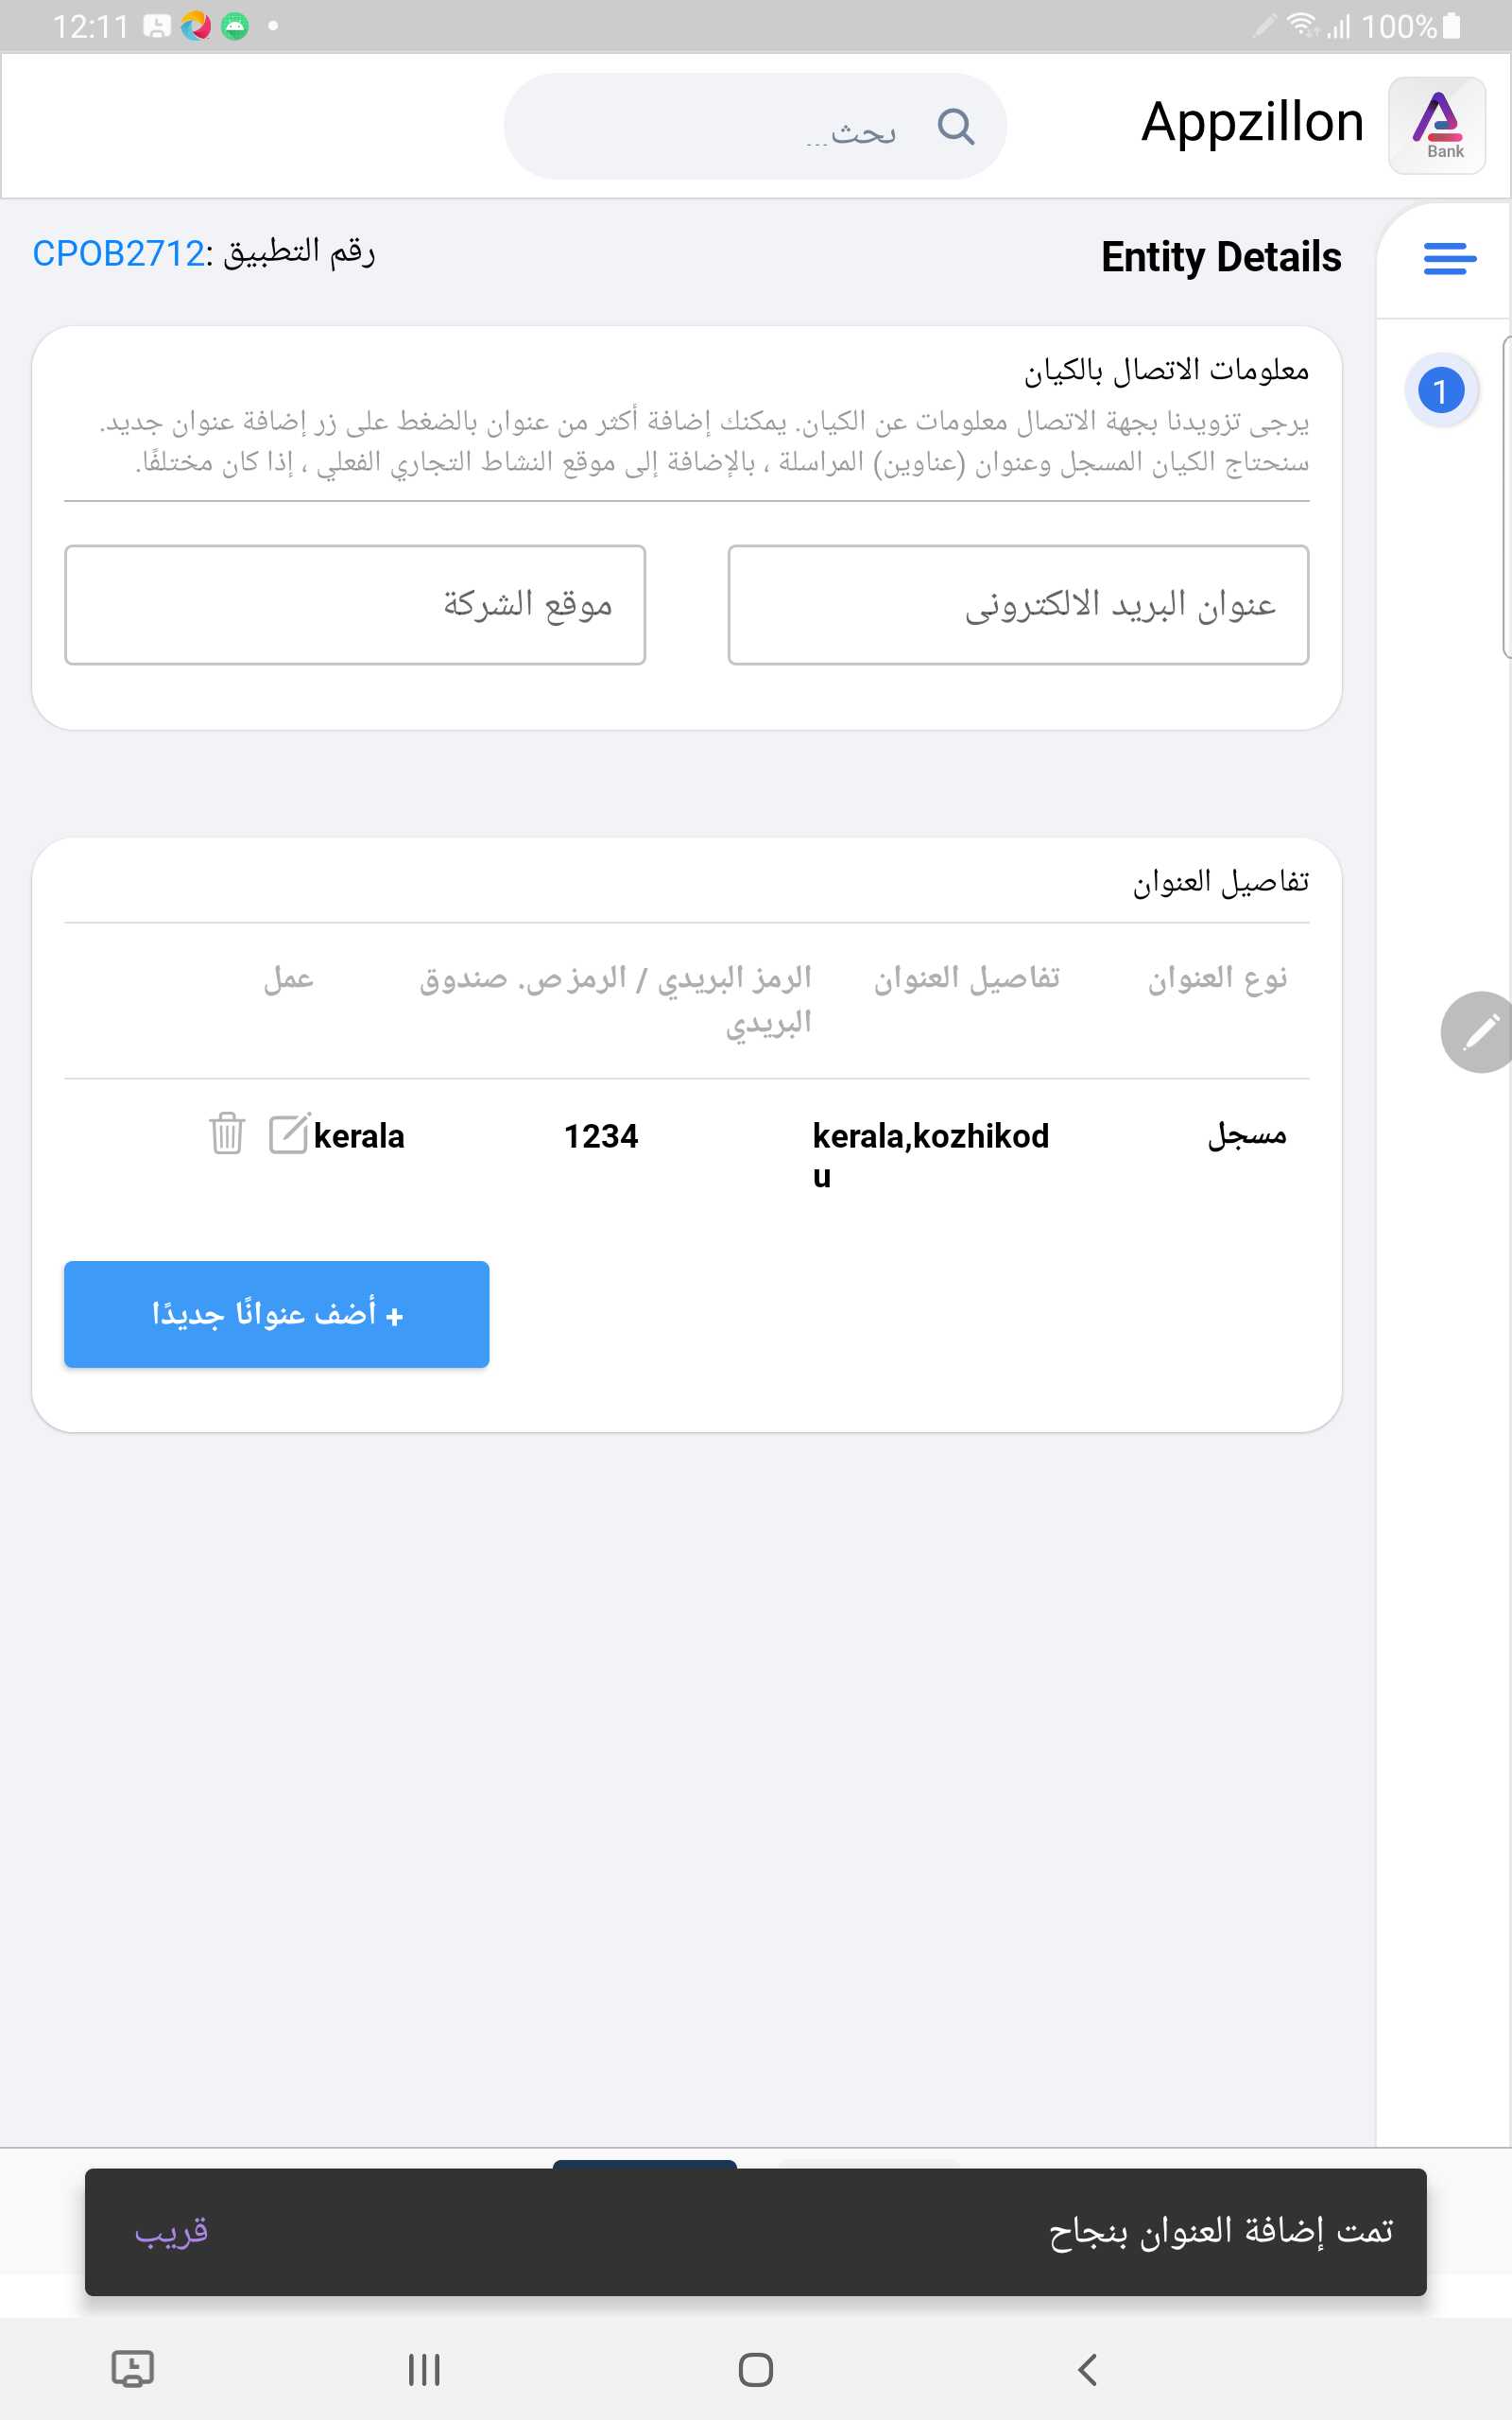 12:11
100%
Appzillon
Bank
بحث...
Entity Details
رقم التطبيق :CPOB2712
1
معلومات الاتصال بالكيان
يرجى تزويدنا بجهة الاتصال معلومات عن الكيان. يمكنك إضافة أكثر من عنوان بالضغط على زر إضافة عنوان جديد.
سنحتاج الكيان المسجل وعنوان (عناوين) المراسلة ، بالإضافة إلى موقع النشاط التجاري الفعلي ، إذا كان مختلفًا.
عنوان البريد الالكترونى
موقع الشركة
تفاصيل العنوان
نوع العنوان
تفاصيل العنوان
الرمز البريدي / الرمز
البريدي
ص. صندوق
عمل
مسجل
kerala,kozhikod
u
1234
kerala
+ أضف عنوانًا جديدًا
تمت إضافة العنوان بنجاح
قريب